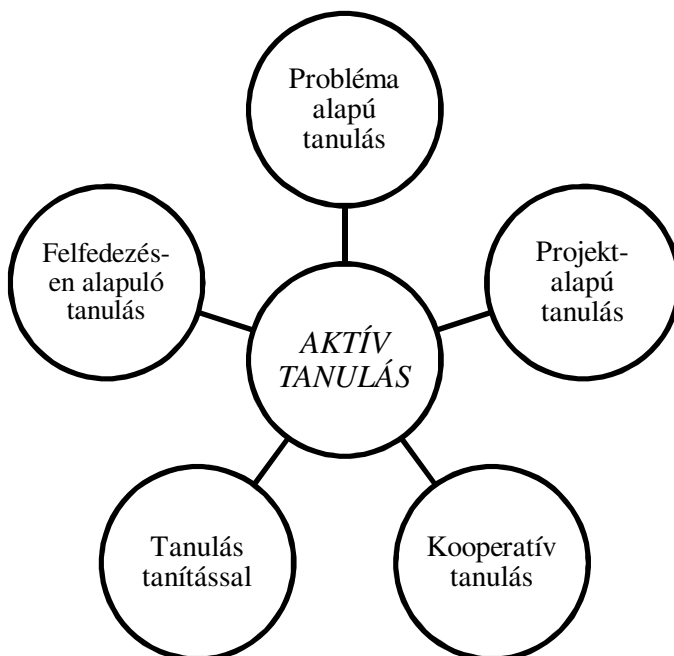 Probléma
alapú
tanulás
Felfedezés-
en alapuló
tanulás
Projekt-
alapú
tanulás
AKTÍV
TANULÁS
Tanulás
tanítással
Kooperatív
tanulás